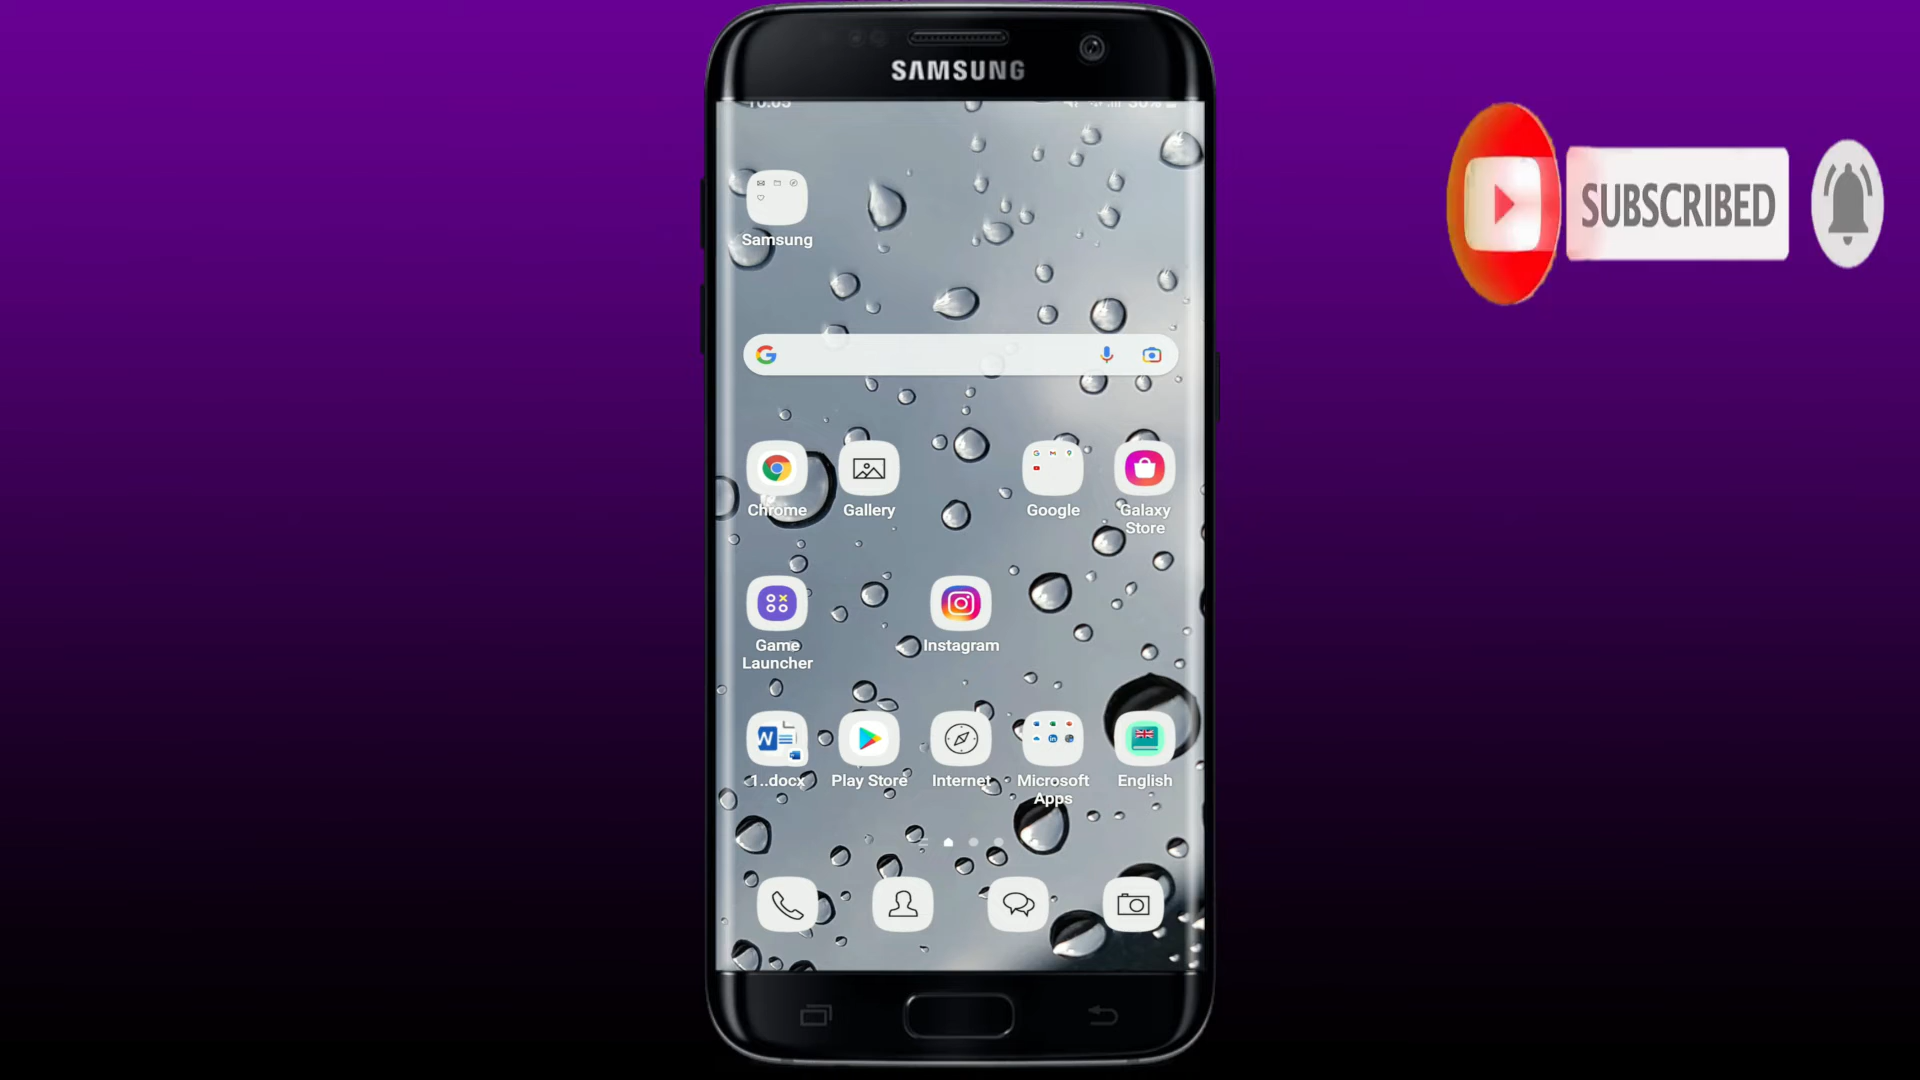 SAMSUNG
Samsung
SUBSCRIBED
Chrome
Gallery
Google
Galaxy
Store
Game
Launcher
Instagram
1..docx
Play Store
Internet
Microsoft
Apps
English